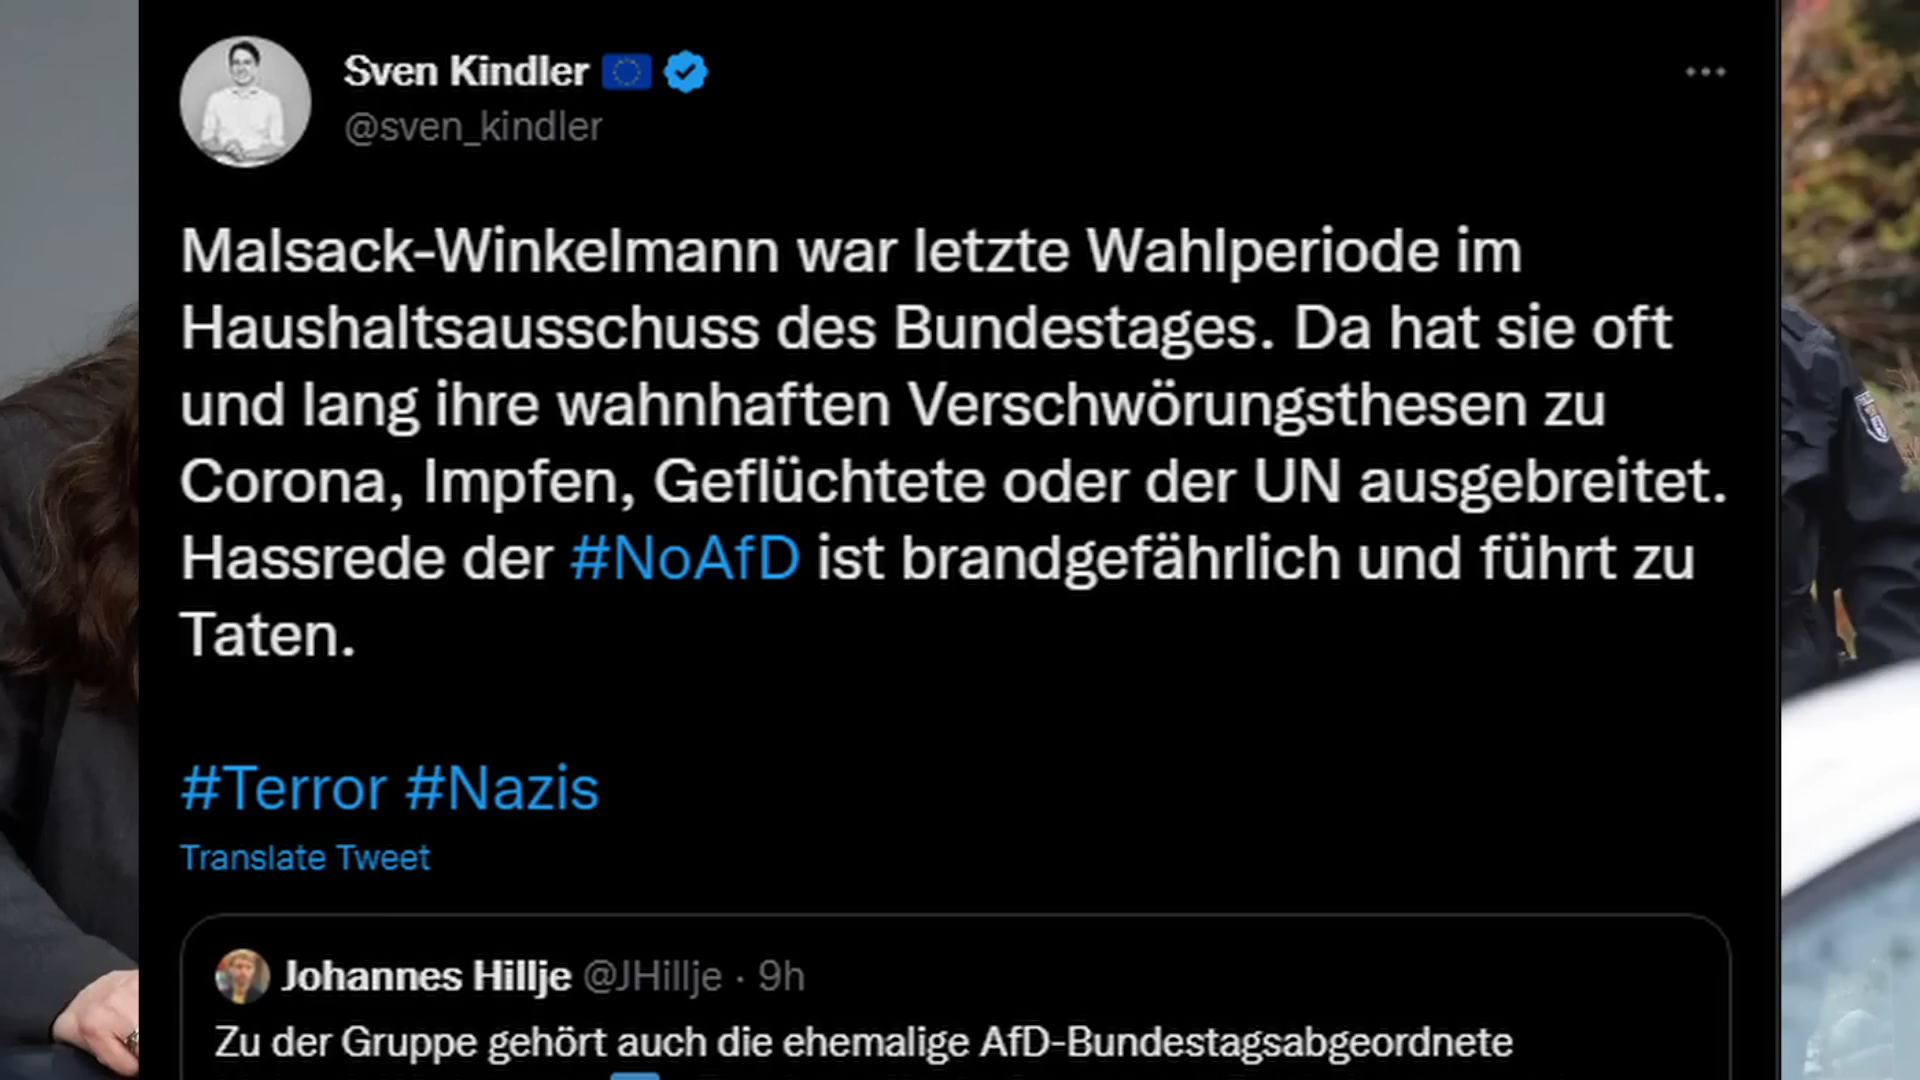 Sven Kindler
@sven_kindler
Malsack-Winkelmann war letzte Wahlperiode im
Haushaltsausschuss des Bundestages. Da hat sie oft
und lang ihre wahnhaften Verschwörungsthesen zu
Corona, Impfen, Geflüchtete oder der UN ausgebreitet.
Hassrede der #NoAfD ist brandgefährlich und führt zu
Taten.
#Terror #Nazis
Translate Tweet
Johannes Hillje @JHillje · 9h
Zu der Gruppe gehört auch die ehemalige AfD-Bundestagsabgeordnete